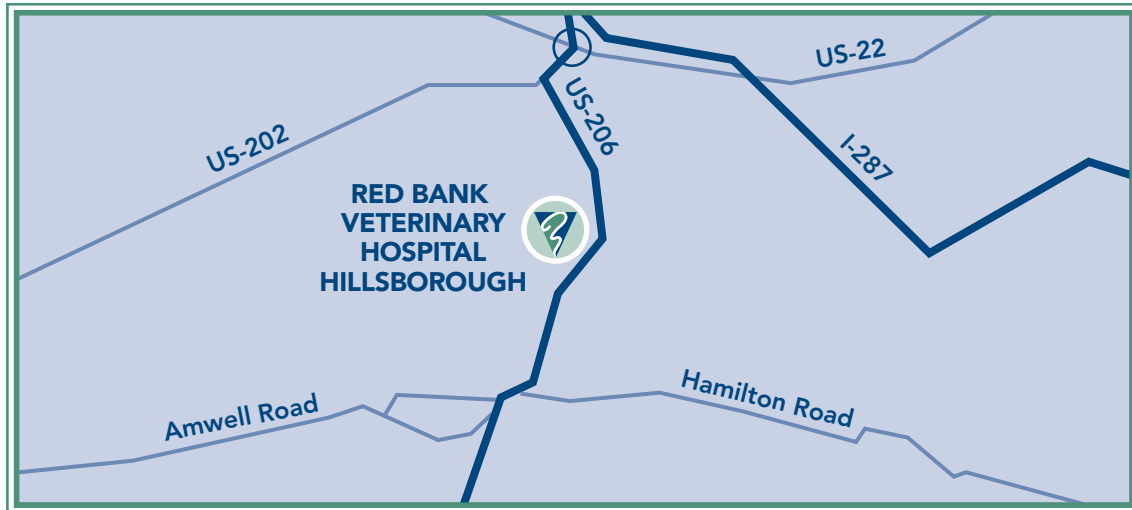 US-22
US-202
US-206
I-287
RED BANK
VETERINARY
HOSPITAL
HILLSBOROUGH
Amwell Road
Hamilton Road